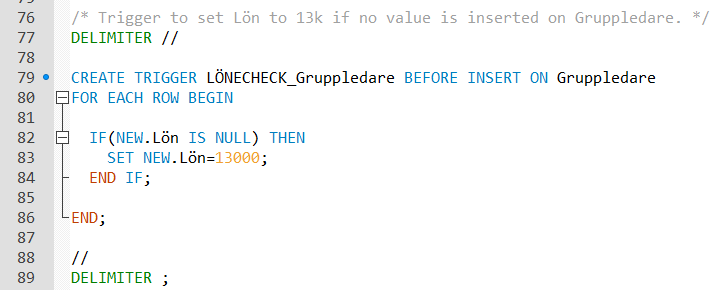 76 /* Trigger to set Lön to 13k if no value is inserted on Gruppledare. */
77 DELIMITER //
78
79 CREATE TRIGGER LÖNECHECK_Gruppledare BEFORE INSERT ON Gruppledare
80 FOR EACH ROW BEGIN
81
82 IF(NEW.Lön IS NULL) THEN
83 SET NEW.Lön=13000;
84 END IF;
85
86 END;
87
88 //
89 DELIMITER ;